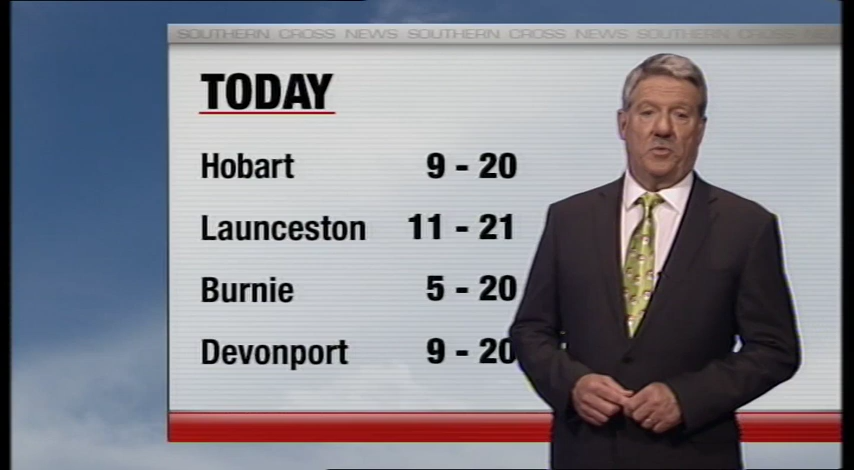 SOUTHERN CROSS NEWS SOUTHERN CROSS NEWS SOUTHERN CROSS NEWS
TODAY
Hobart 9 - 20
Launceston 11 - 21
Burnie 5 - 20
Devonport 9 - 20